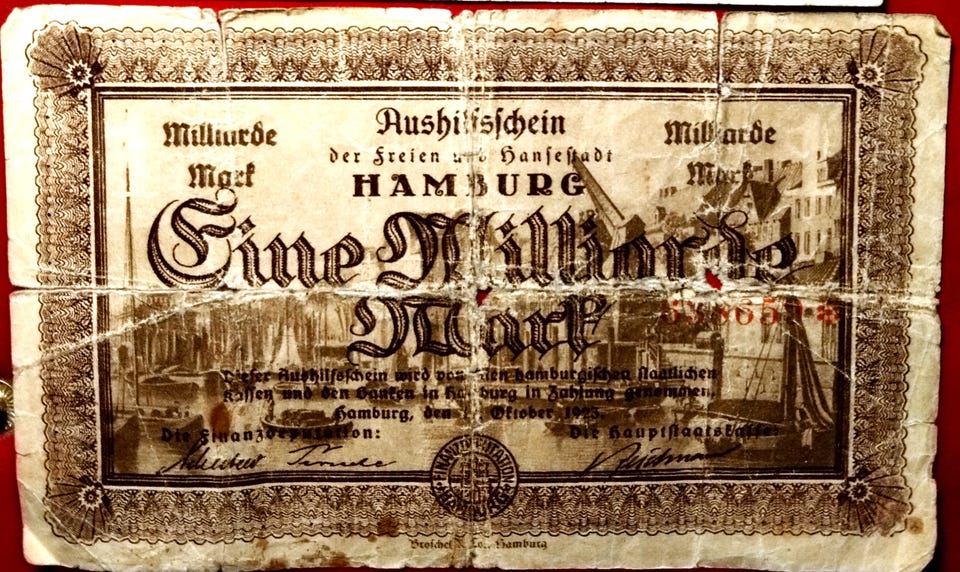 Milliarde
Mark
Aushilfsschein
der Freien und Hansestadt
HAMBURG
Milliarde
Mark
Eine Milliarde
Mark
Dieser Aushilfsschein wird von den hamburgischen staatlichen
Kassen und den Banken in Hamburg in Zahlung genommen.
Hamburg, den Oktober 1923.
Die Finanzdeputation:
Die Hauptstaatskasse:
FINANZDEPUTATION
HAMBURG
Broschek & Co., Hamburg